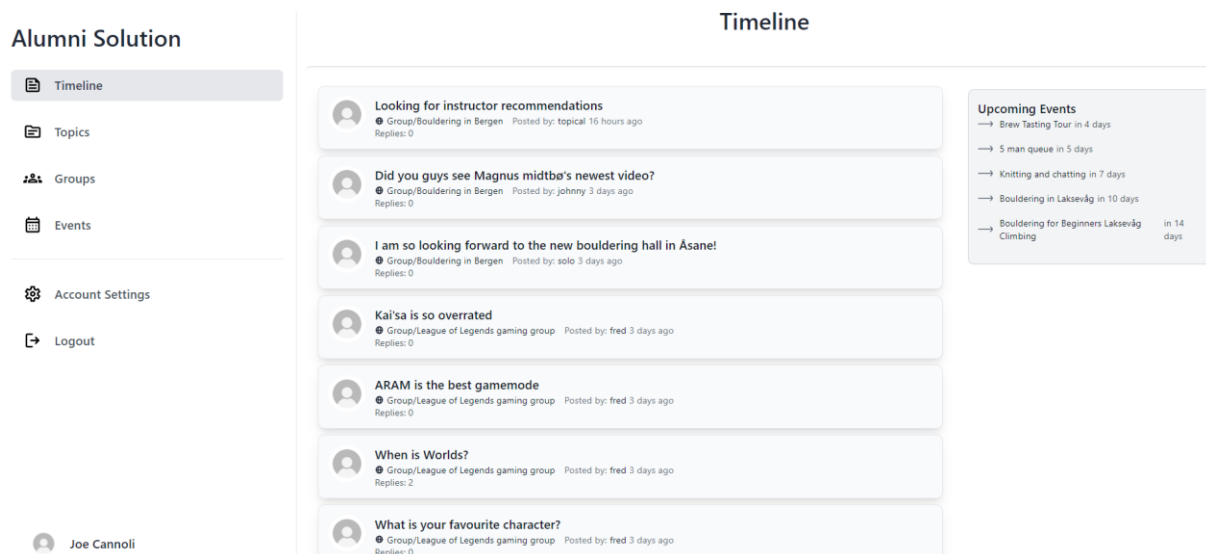 Alumni Solution
Timeline
Topics
Groups
Events
Account Settings
Logout
Joe Cannoli
Timeline
Looking for instructor recommendations
Group/Bouldering in Bergen Posted by: topical 16 hours ago
Replies: 0
Did you guys see Magnus midtbø's newest video?
Group/Bouldering in Bergen Posted by: johnny 3 days ago
Replies: 0
I am so looking forward to the new bouldering hall in Åsane!
Group/Bouldering in Bergen Posted by: solo 3 days ago
Replies: 0
Kai'sa is so overrated
Group/League of Legends gaming group Posted by: fred 3 days ago
Replies: 0
ARAM is the best gamemode
Group/League of Legends gaming group Posted by: fred 3 days ago
Replies: 0
When is Worlds?
Group/League of Legends gaming group Posted by: fred 3 days ago
Replies: 2
What is your favourite character?
Group/League of Legends gaming group Posted by: fred 3 days ago
Replies: 0
Upcoming Events
Brew Tasting Tour in 4 days
5 man queue in 5 days
Knitting and chatting in 7 days
Bouldering in Laksevåg in 10 days
Bouldering for Beginners Laksevåg in 14
Climbing days